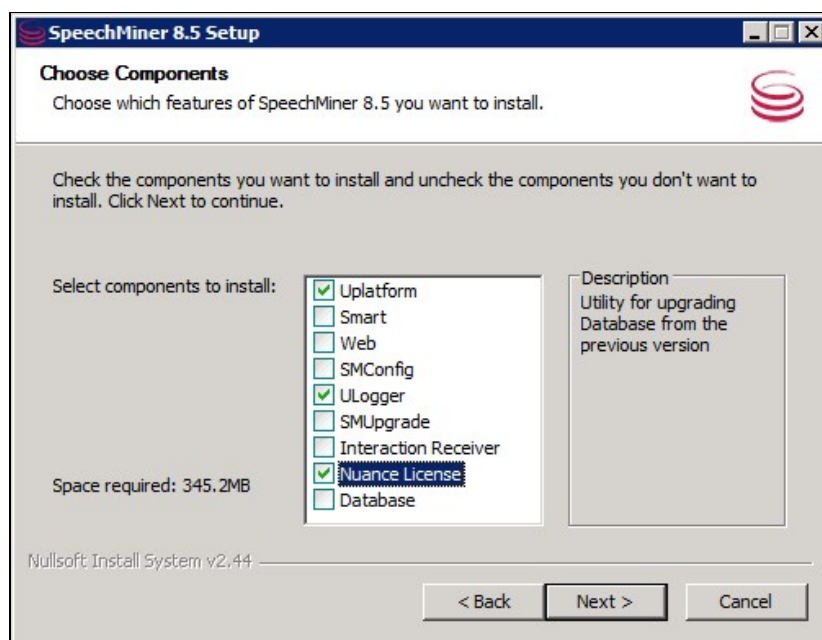 SpeechMiner 8.5 Setup
Choose Components
Choose which features of SpeechMiner 8.5 you want to install.
Check the components you want to install and uncheck the components you don't want to
install. Click Next to continue.
Select components to install:
Uplatform
Smart
Web
SMConfig
ULogger
SMUpgrade
Interaction Receiver
Nuance License
Database
Description
Utility for upgrading
Database from the
previous version
Space required: 345.2MB
Nullsoft Install System v2.44
< Back
Next >
Cancel